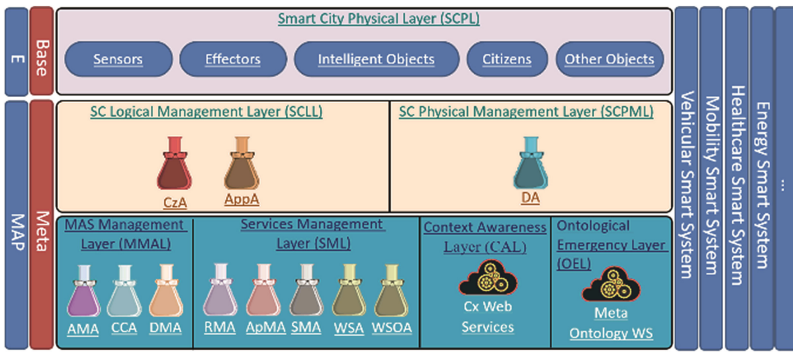 E
Base
Smart City Physical Layer (SCPL)
Sensors
Effectors
Intelligent Objects
Citizens
Other Objects
MAP
Meta
SC Logical Management Layer (SCLL)
CzA
AppA
SC Physical Management Layer (SCPML)
DA
MAS Management
Layer (MMAL)
AMA
CCA
DMA
Services Management
Layer (SML)
RMA
ApMA
SMA
WSA
WSOA
Context Awareness
Layer (CAL)
Cx Web
Services
Ontological
Emergency Layer
(OEL)
Meta
Ontology WS
Vehicular Smart System
Mobility Smart System
Healthcare Smart System
Energy Smart System
...